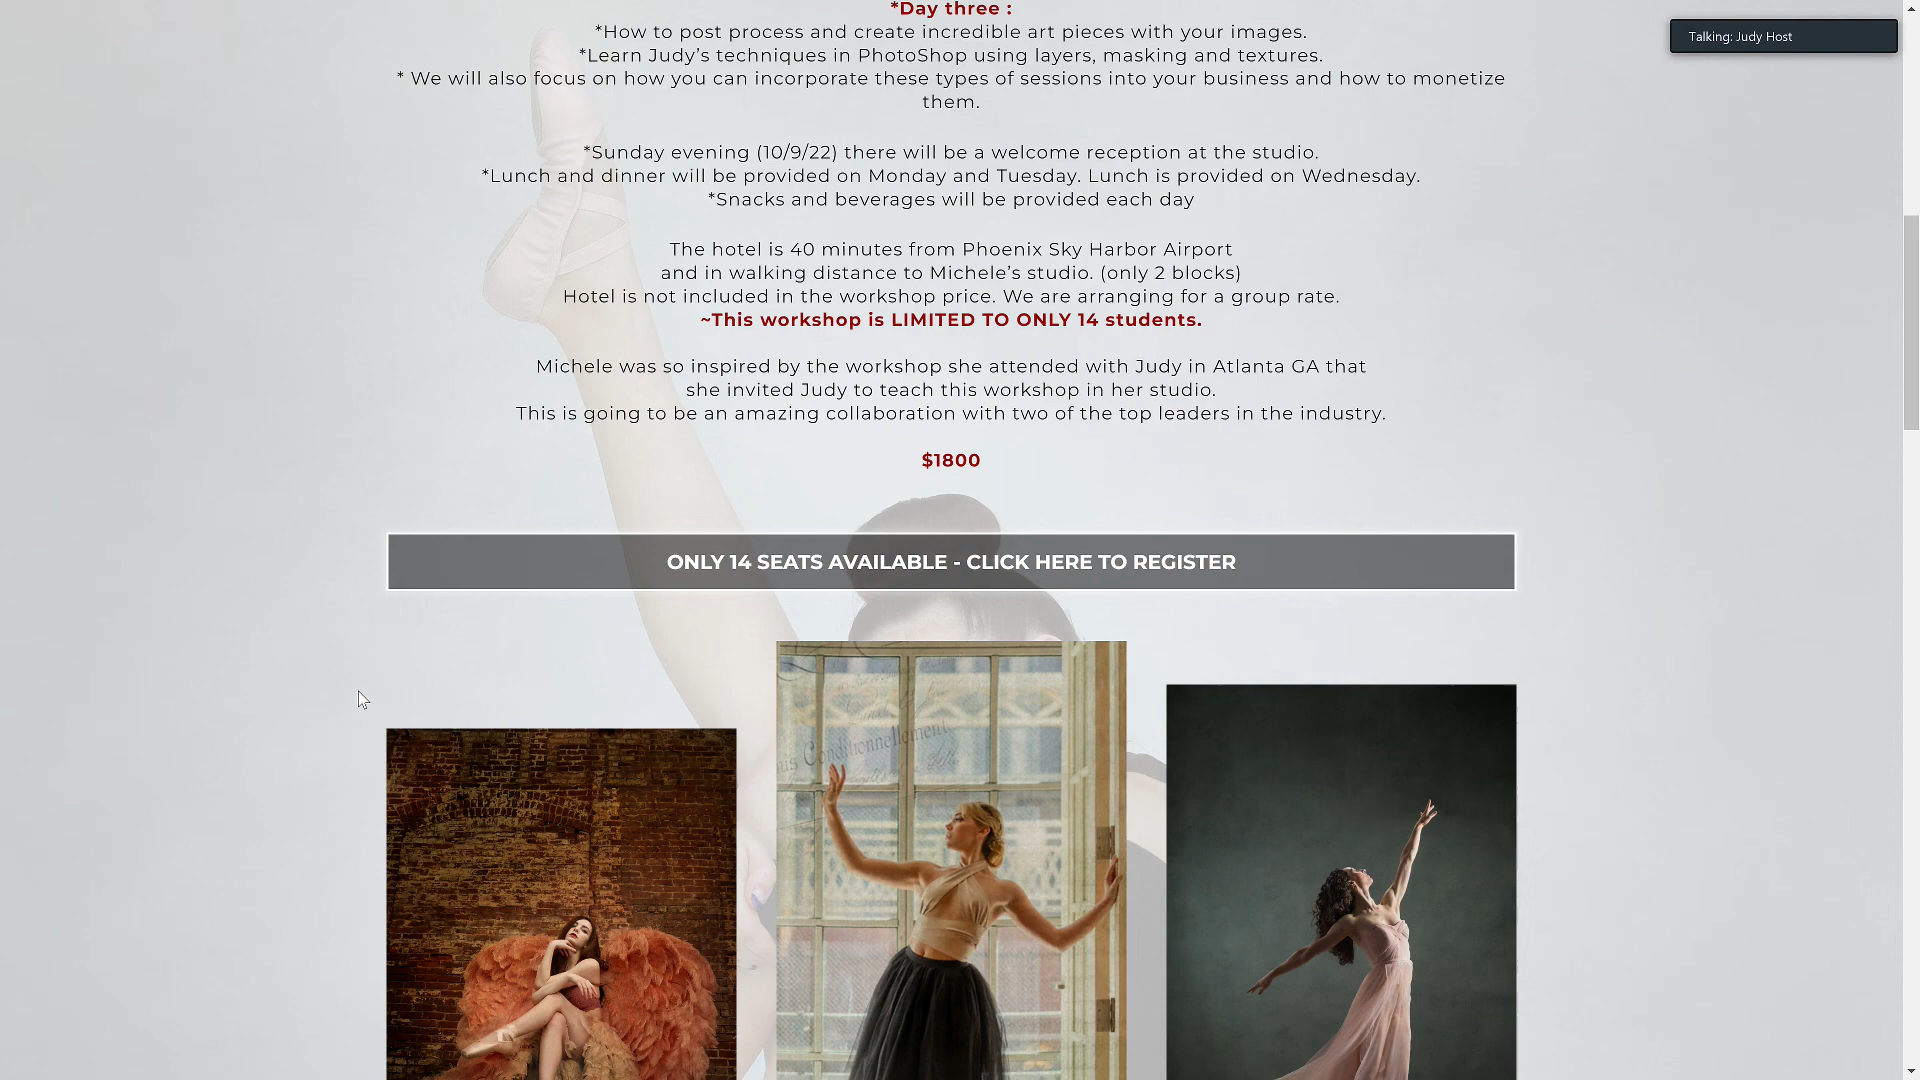 *Day three :
*How to post process and create incredible art pieces with your images.
*Learn Judy’s techniques in PhotoShop using layers, masking and textures.
* We will also focus on how you can incorporate these types of sessions into your business and how to monetize
them.
*Sunday evening (10/9/22) there will be a welcome reception at the studio.
*Lunch and dinner will be provided on Monday and Tuesday. Lunch is provided on Wednesday.
*Snacks and beverages will be provided each day
The hotel is 40 minutes from Phoenix Sky Harbor Airport
and in walking distance to Michele’s studio. (only 2 blocks)
Hotel is not included in the workshop price. We are arranging for a group rate.
~This workshop is LIMITED TO ONLY 14 students.
Michele was so inspired by the workshop she attended with Judy in Atlanta GA that
she invited Judy to teach this workshop in her studio.
This is going to be an amazing collaboration with two of the top leaders in the industry.
$1800
ONLY 14 SEATS AVAILABLE - CLICK HERE TO REGISTER
Talking: Judy Host
Conditionnellement